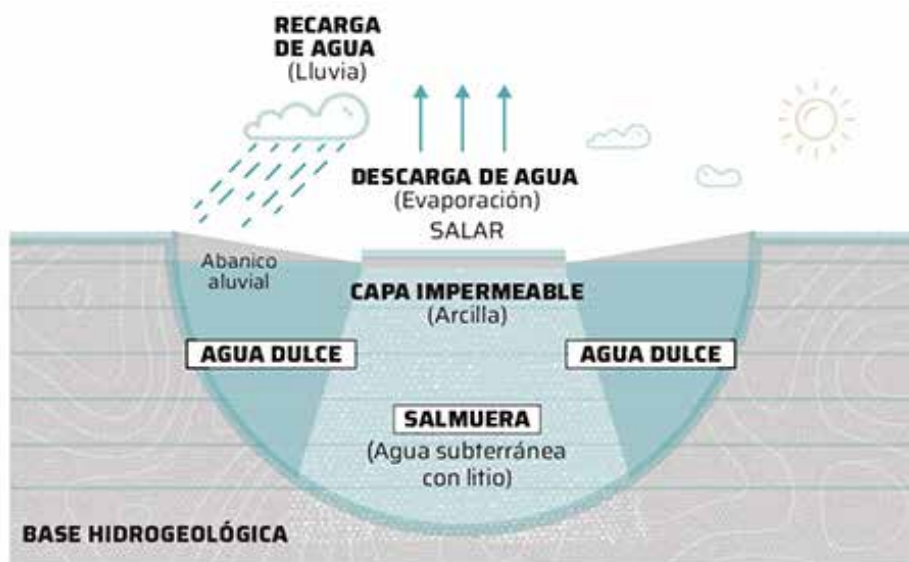 RECARGA
DE AGUA
(Lluvia)
DESCARGA DE AGUA
(Evaporación)
SALAR
Abanico
aluvial
CAPA IMPERMEABLE
(Arcilla)
AGUA DULCE
AGUA DULCE
SALMUERA
(Agua subterránea
con litio)
BASE HIDROGEOLÓGICA